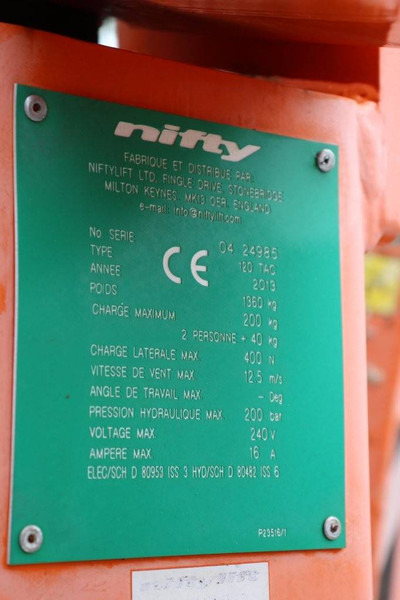 nifty
FABRIQUE ET DISTRIBUE PAR:
NIFTYLIFT LTD, FINGLE DRIVE, STONEBRIDGE
MILTON KEYNES, MK13 0ER, ENGLAND
e-mail: info@niftylift.com
No SERIE 04 24985
TYPE 120 TAC
CE
ANNEE 2013
POIDS 1360 kg
CHARGE MAXIMUM 200 kg
2 PERSONNE + 40 kg
CHARGE LATERALE MAX. 400 N
VITESSE DE VENT MAX. 12.5 m/s
ANGLE DE TRAVAIL MAX. - Deg
PRESSION HYDRAULIQUE MAX. 200 bar
VOLTAGE MAX. 240 V
AMPERE MAX. 16 A
ELEC/SCH D 80953 ISS 3 HYD/SCH D 80482 ISS 6
P23516/1